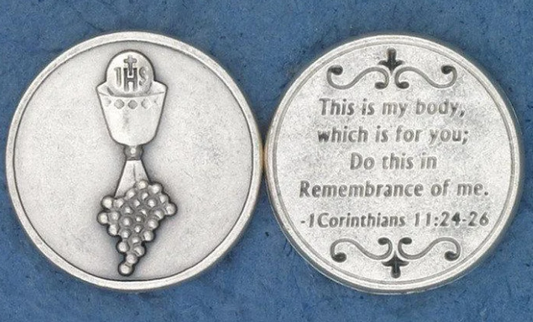 IHS
This is my body,
which is for you;
Do this in
Remembrance of me.
-1Corinthians 11:24-26